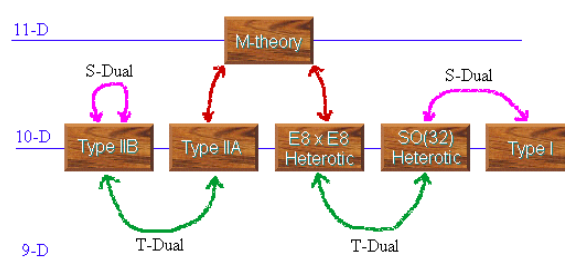 11-D
M-theory
S-Dual
S-Dual
10-D
Type IIB
Type IIA
E8 x E8
Heterotic
SO(32)
Heterotic
Type I
T-Dual
T-Dual
9-D